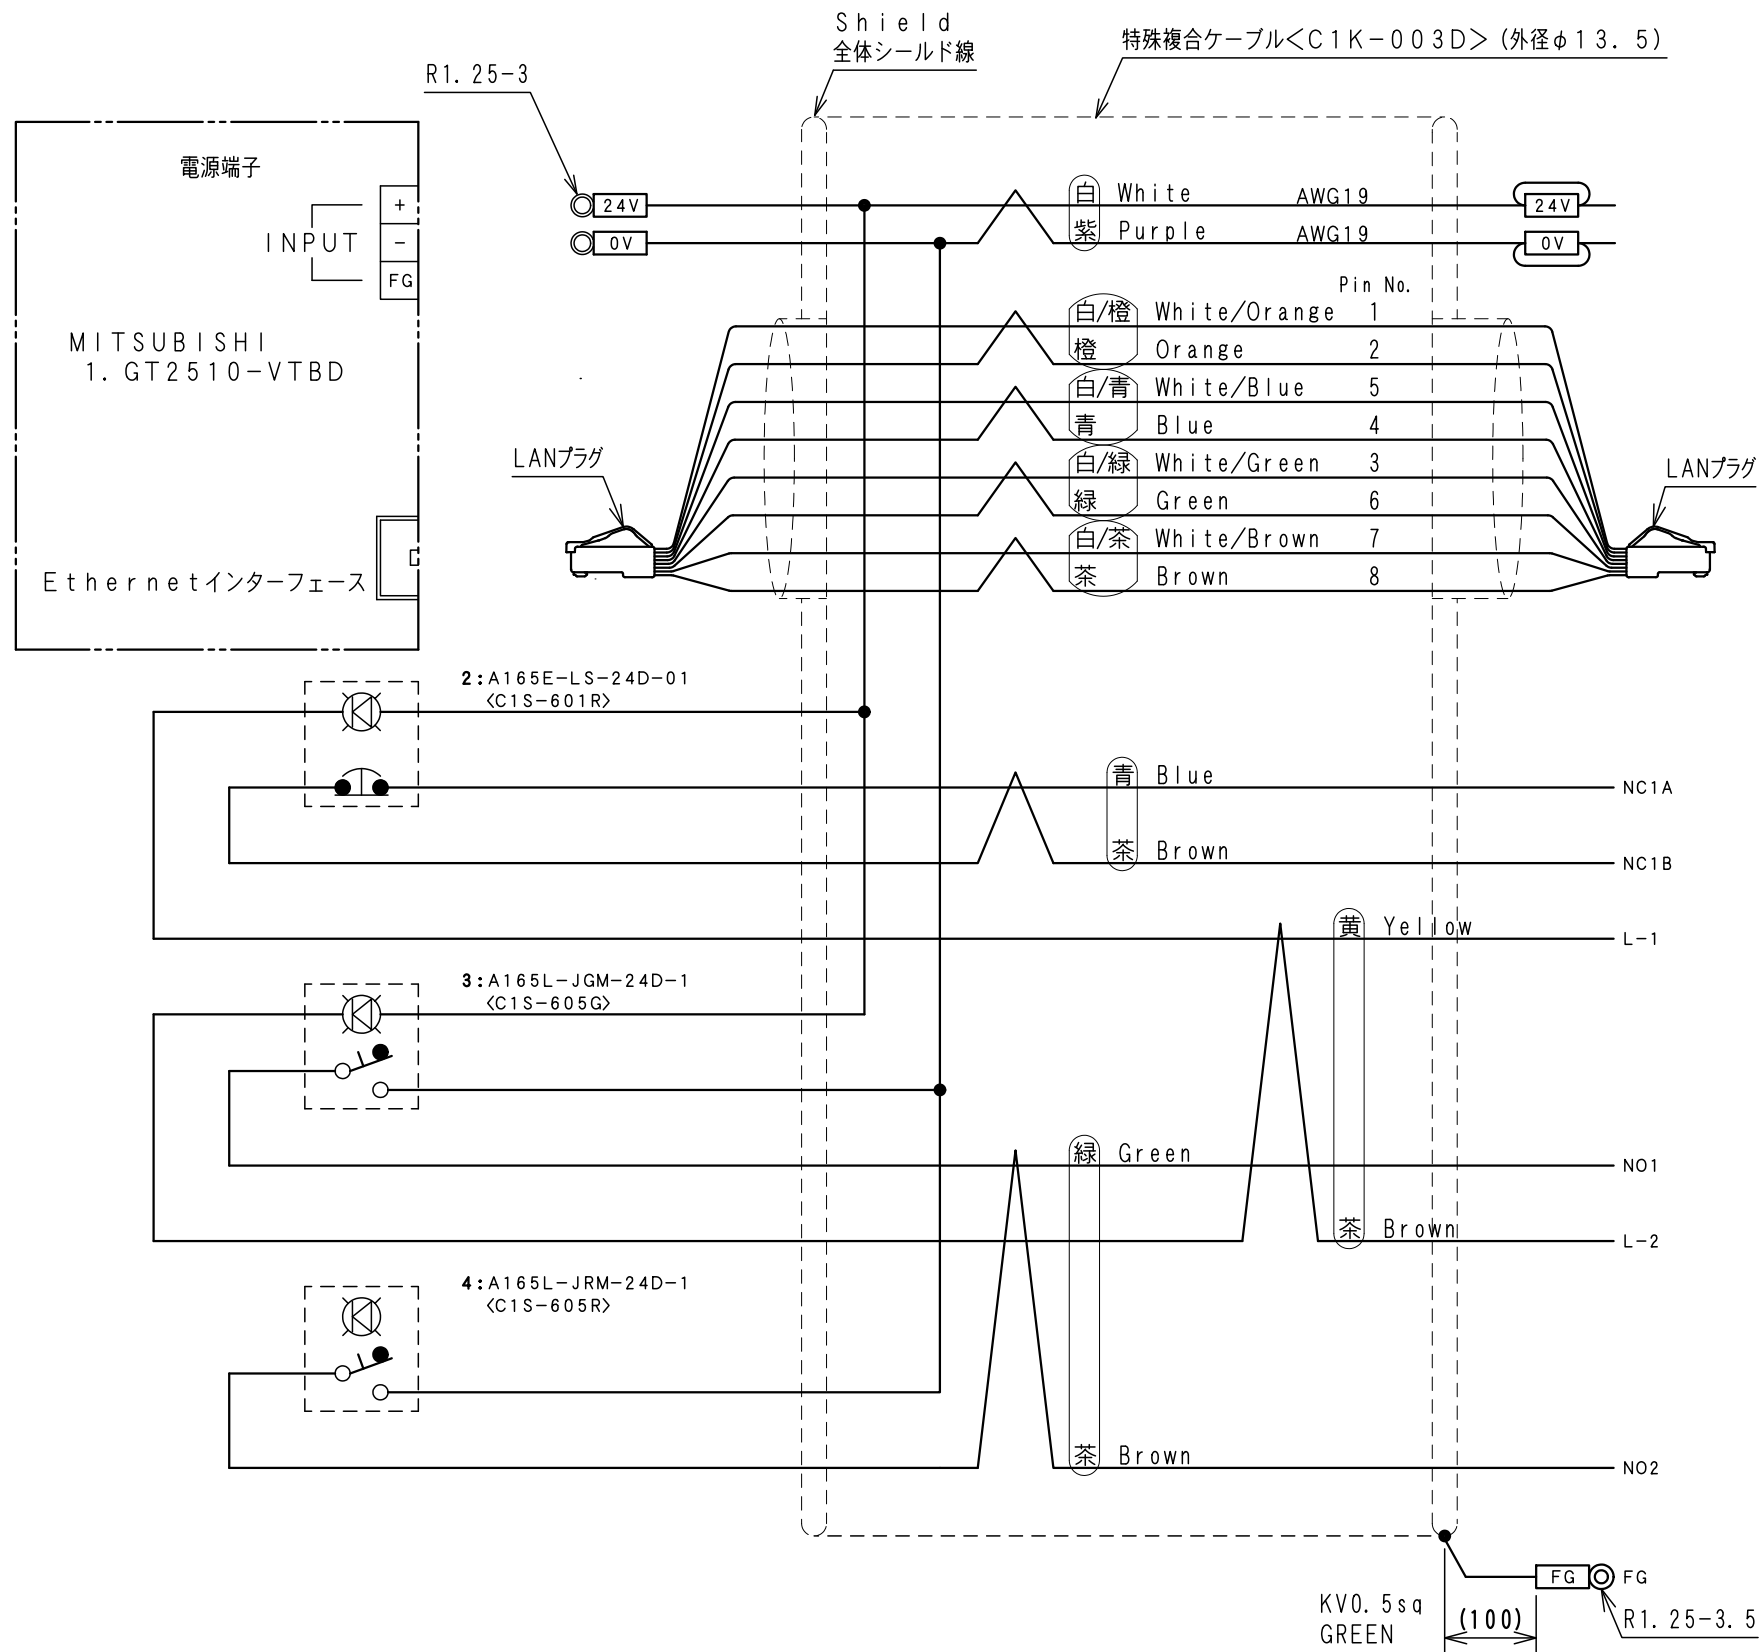 Shield
全体シールド線
特殊複合ケーブル<C1K-003D>(外径φ13.5)
R1.25-3
電源端子
+
INPUT
-
FG
MITSUBISHI
1.GT2510-VTBD
Ethernetインターフェース
24V
0V
白 White AWG19
紫 Purple AWG19
24V
0V
Pin No.
白/橙 White/Orange 1
橙 Orange 2
白/青 White/Blue 5
青 Blue 4
白/緑 White/Green 3
緑 Green 6
白/茶 White/Brown 7
茶 Brown 8
LANプラグ
LANプラグ
2:A165E-LS-24D-01
<C1S-601R>
青 Blue NC1A
茶 Brown NC1B
黄 Yellow L-1
3:A165L-JGM-24D-1
<C1S-605G>
緑 Green NO1
茶 Brown L-2
4:A165L-JRM-24D-1
<C1S-605R>
茶 Brown NO2
FG FG
KV0.5sq
GREEN
(100)
R1.25-3.5